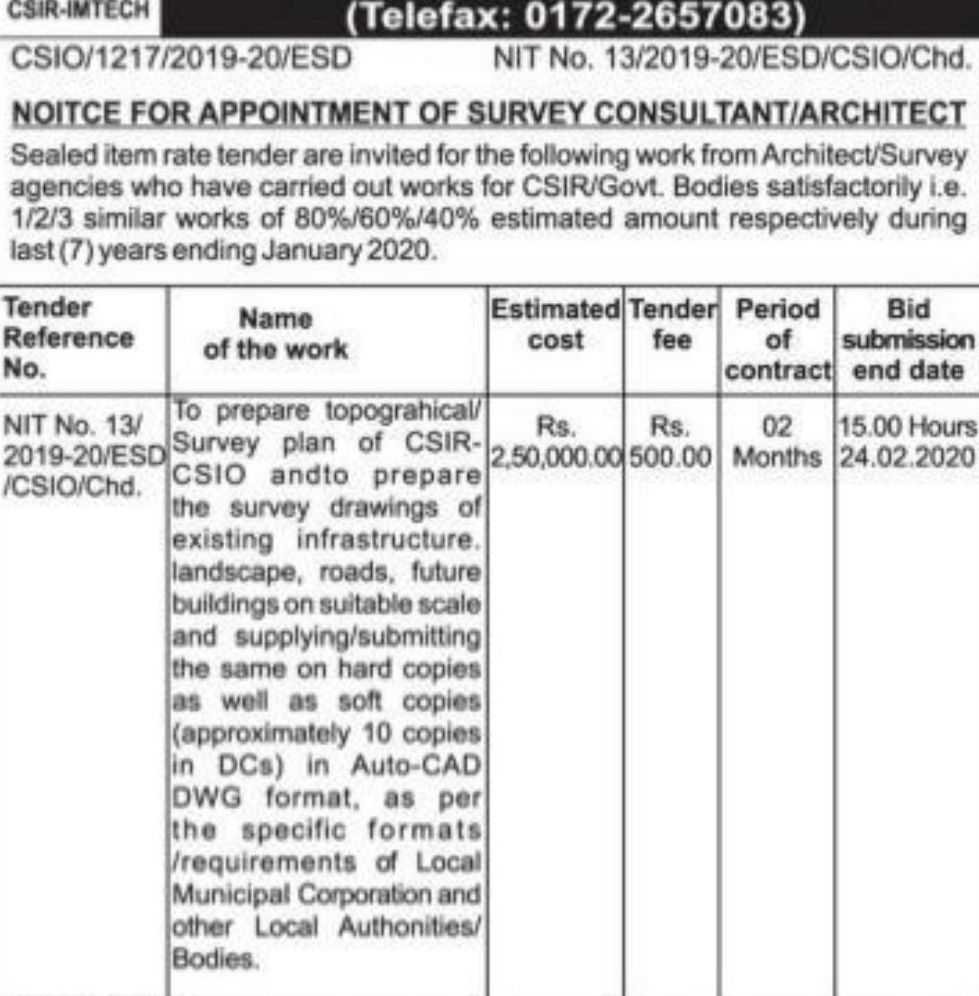 CSIR-IMTECH
(Telefax: 0172-2657083)
CSIO/1217/2019-20/ESD NIT No. 13/2019-20/ESD/CSIO/Chd.
NOITCE FOR APPOINTMENT OF SURVEY CONSULTANT/ARCHITECT
Sealed item rate tender are invited for the following work from Architect/Survey
agencies who have carried out works for CSIR/Govt. Bodies satisfactorily i.e.
1/2/3 similar works of 80%/60%/40% estimated amount respectively during
last (7) years ending January 2020.
Tender
Reference
No.
Name
of the work
Estimated
cost
Tender
fee
Period
of
contract
Bid
submission
end date
NIT No. 13/
2019-20/ESD
/CSIO/Chd.
To prepare topograhical/
Survey plan of CSIR-
CSIO andto prepare
the survey drawings of
existing infrastructure.
landscape, roads, future
buildings on suitable scale
and supplying/submitting
the same on hard copies
as well as soft copies
(approximately 10 copies
in DCs) in Auto-CAD
DWG format, as per
the specific formats
/requirements of Local
Municipal Corporation and
other Local Authonities/
Bodies.
Rs.
2,50,000.00
Rs.
500.00
02
Months
15.00 Hours
24.02.2020